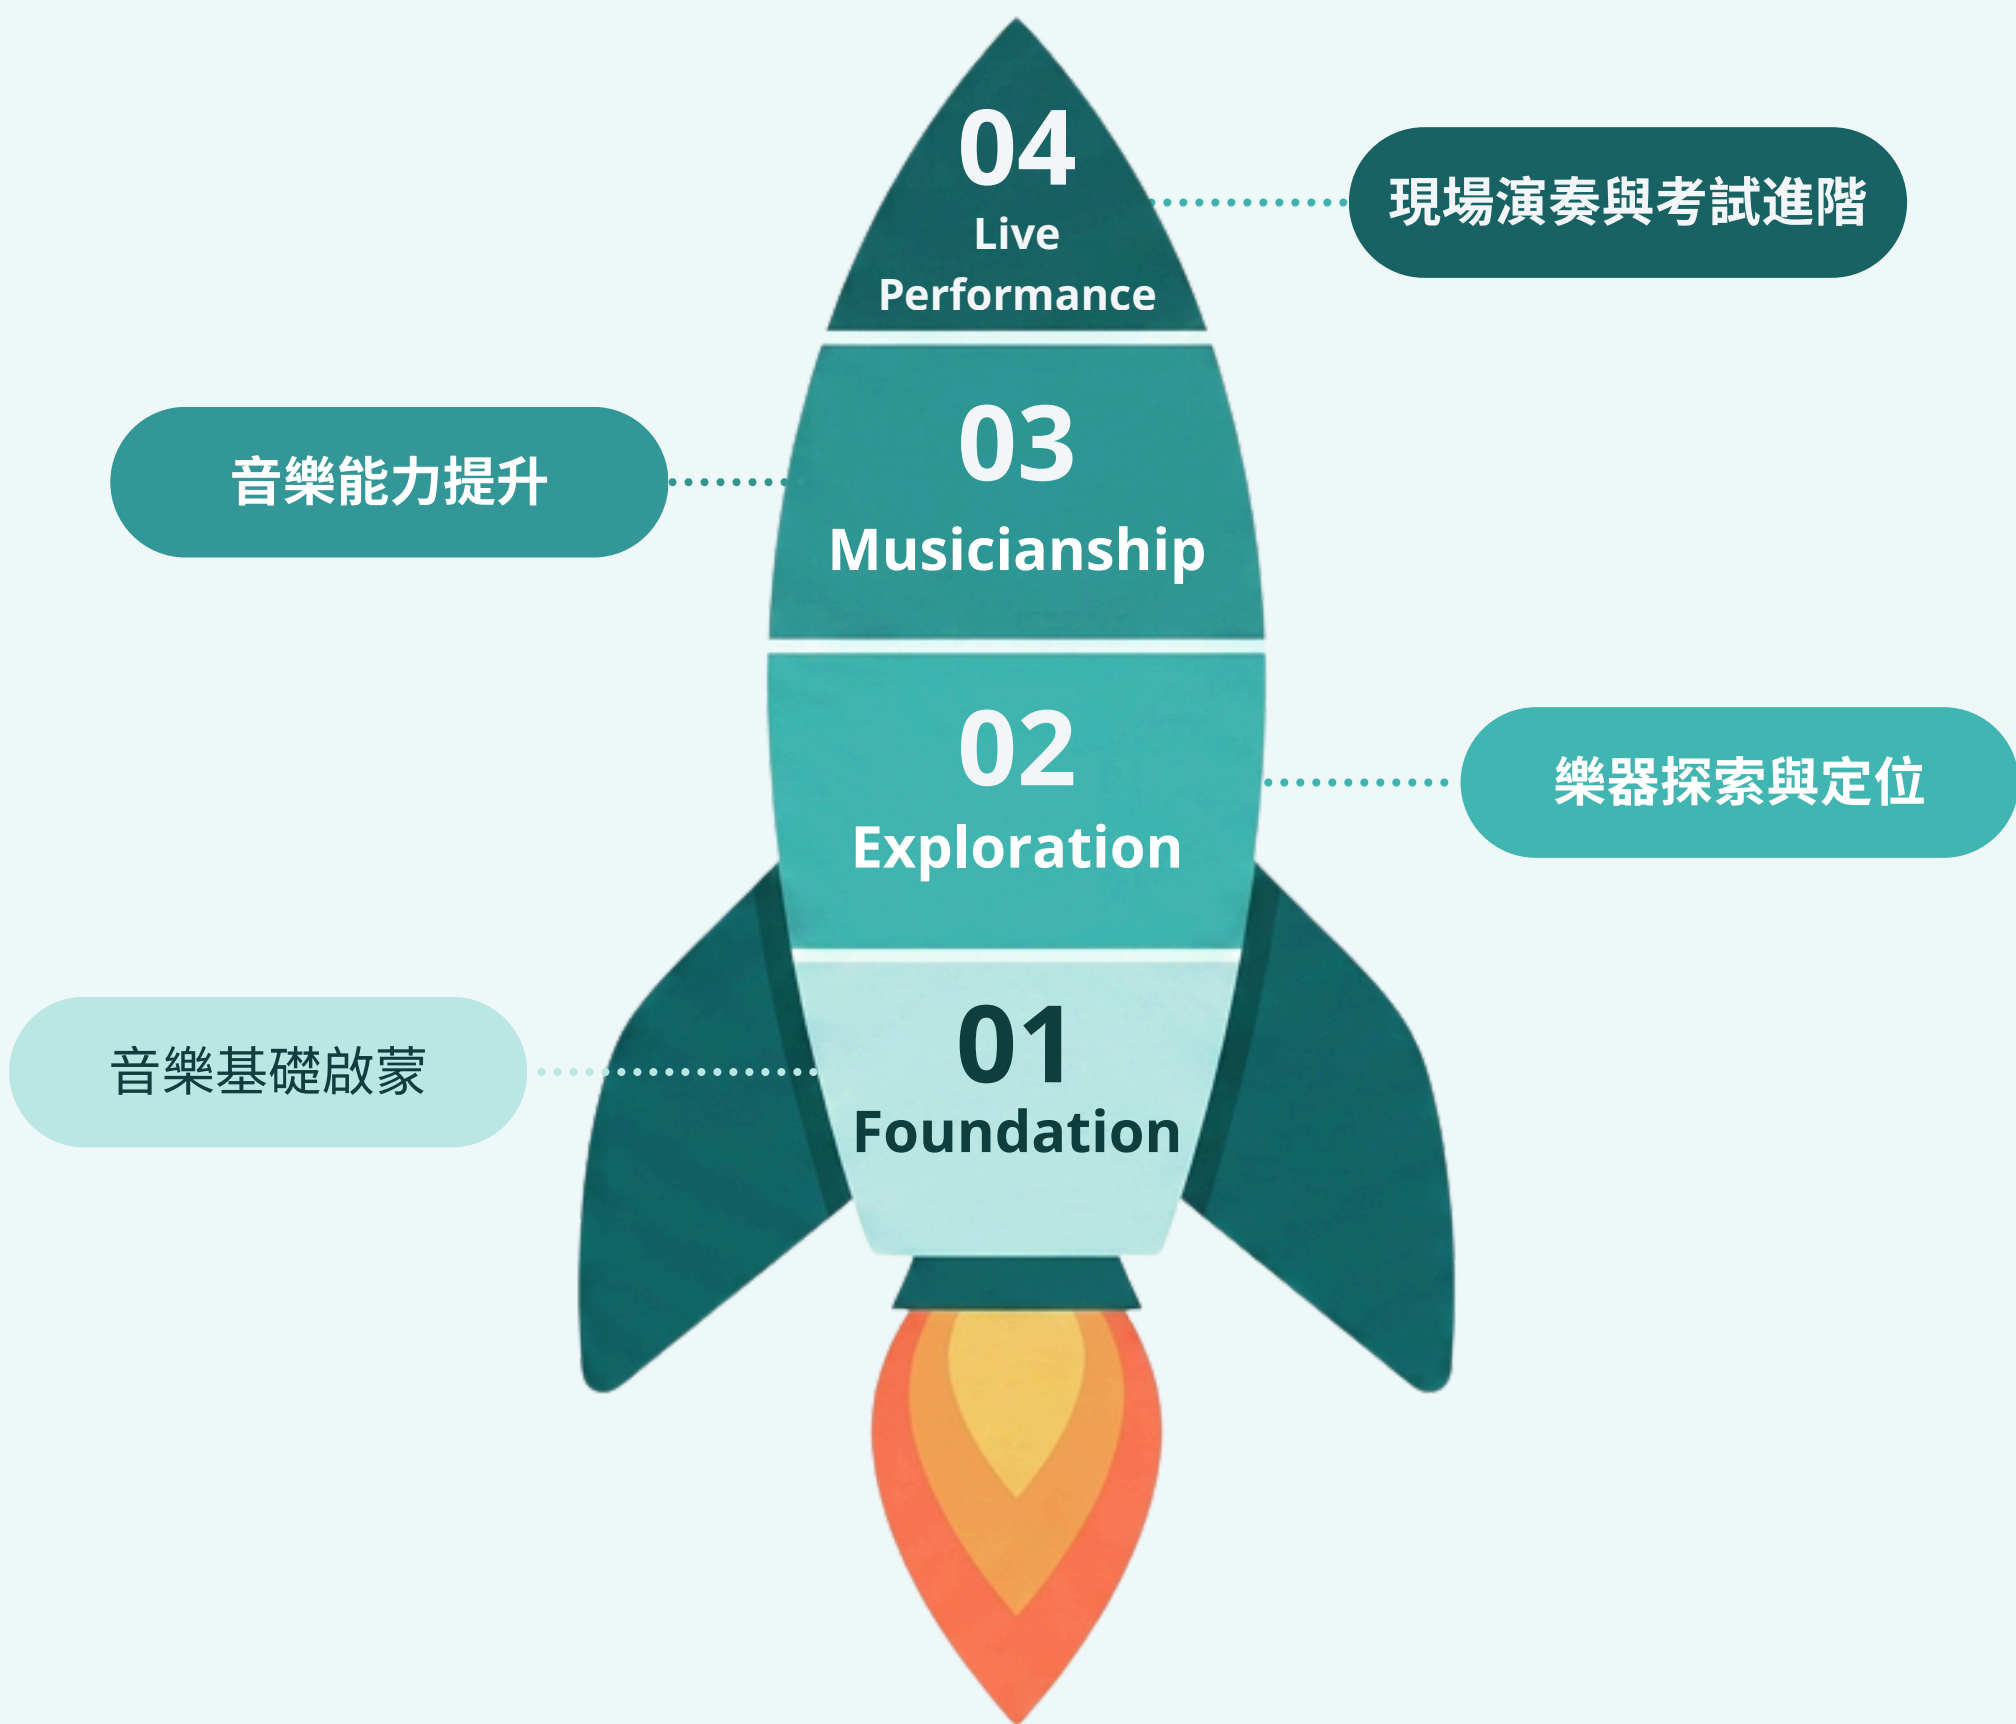 04
Live
Performance
現場演奏與考試進階
03
Musicianship
音樂能力提升
02
Exploration
樂器探索與定位
01
Foundation
音樂基礎啟蒙